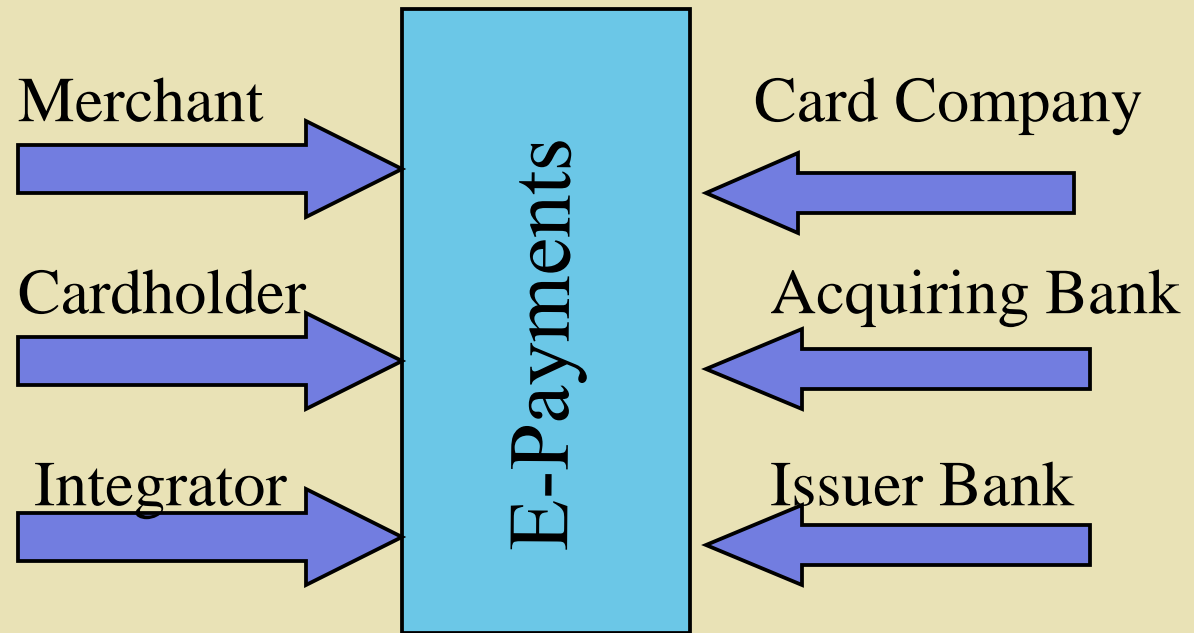 Merchant
Cardholder
Integrator
E-Payments
Card Company
Acquiring Bank
Issuer Bank